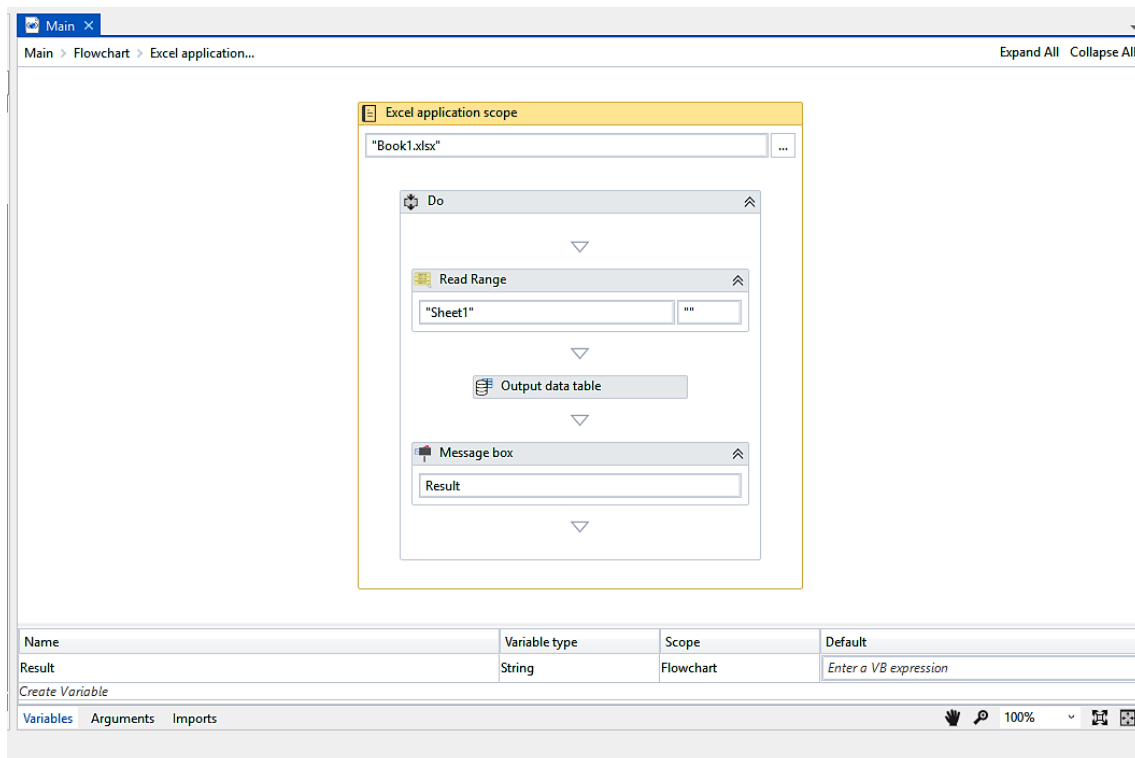 Main
Main > Flowchart > Excel application... Expand All Collapse All
Excel application scope
"Book1.xlsx" ...
Do
Read Range
"Sheet1" ""
Output data table
Message box
Result
Name Variable type Scope Default
Result String Flowchart Enter a VB expression
Create Variable
Variables Arguments Imports 100%